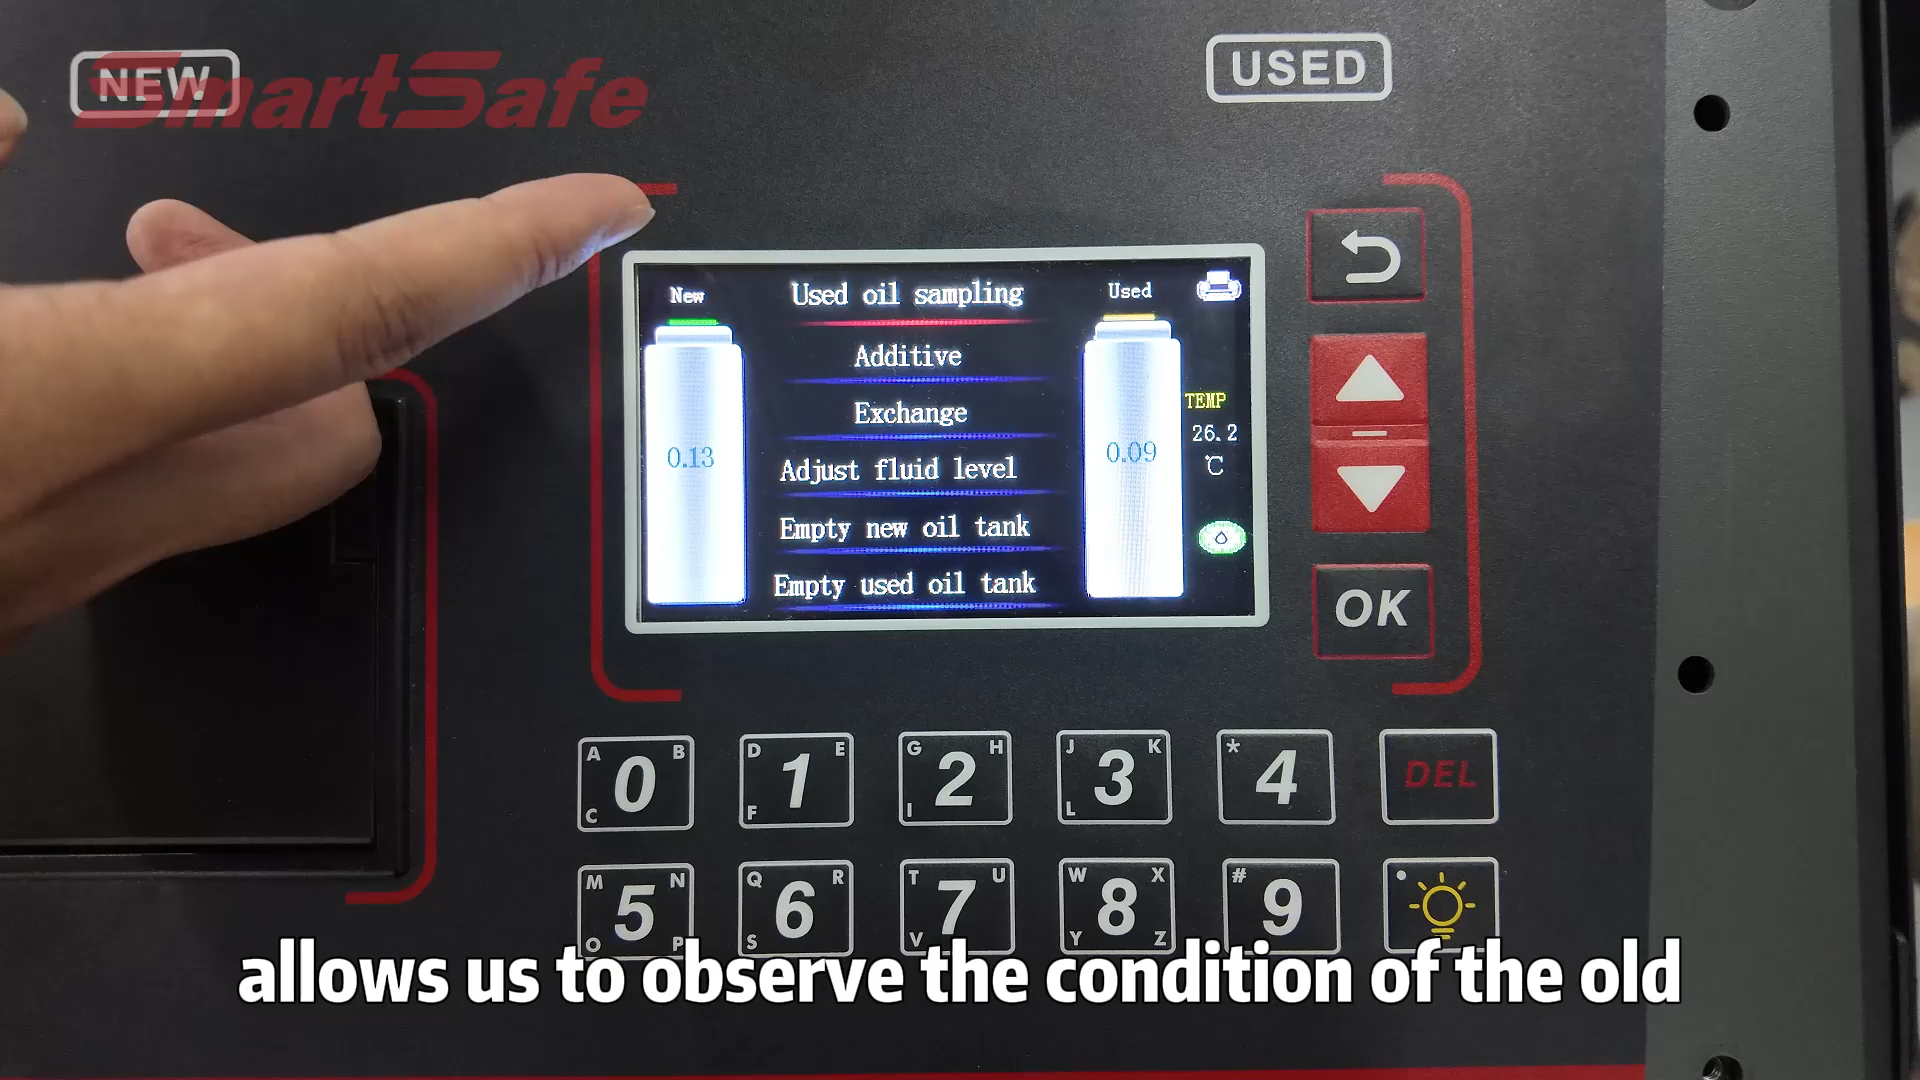 NEW
SmartSafe
USED
New
Used oil sampling
Used
Additive
TEMP
Exchange
26.2
℃
0.13
0.09
Adjust fluid level
Empty new oil tank
Empty used oil tank
OK
A B 0 C
D E 1 F
G H 2 I
J K 3 L
* 4
DEL
M N 5 O P
Q R 6 S
T U 7 V
W X 8 Y Z
# 9
allows us to observe the condition of the old